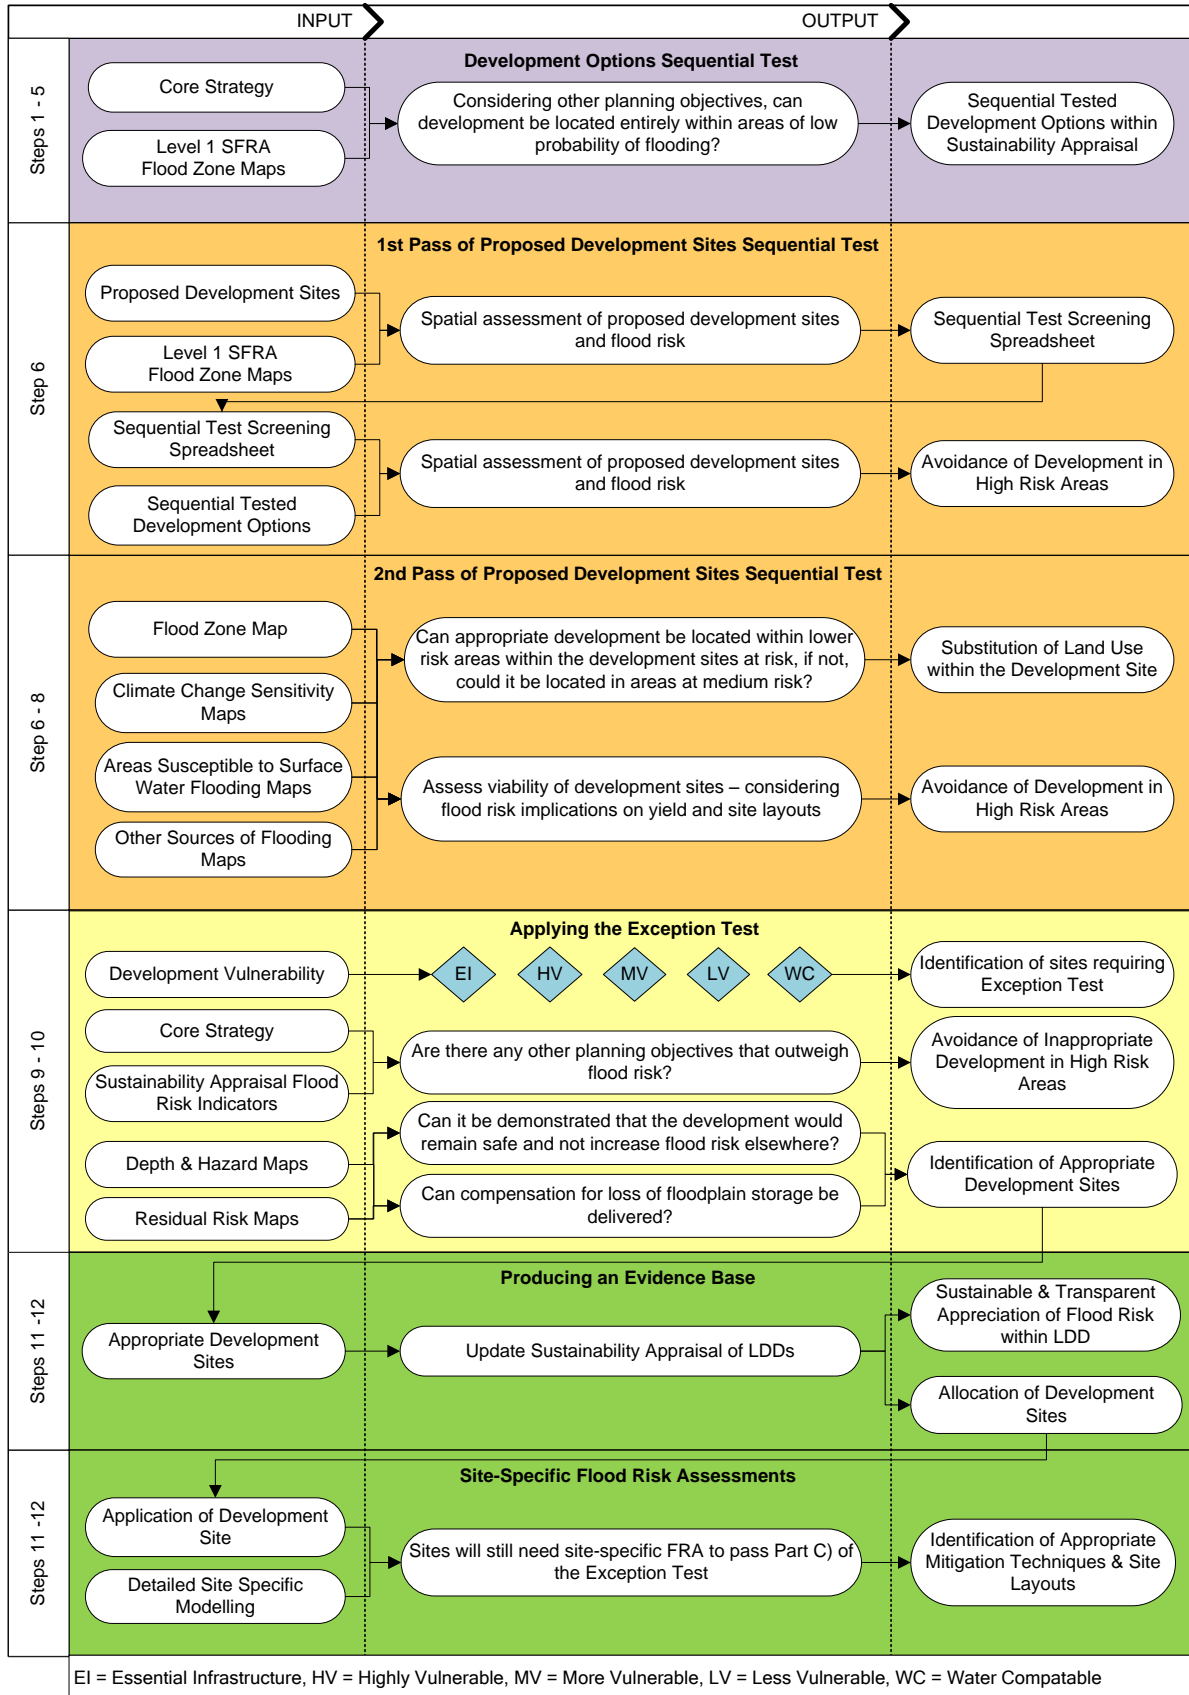 INPUT
OUTPUT
Steps 1 - 5
Development Options Sequential Test
Core Strategy
Level 1 SFRA
Flood Zone Maps
Considering other planning objectives, can
development be located entirely within areas of low
probability of flooding?
Sequential Tested
Development Options within
Sustainability Appraisal
Step 6
1st Pass of Proposed Development Sites Sequential Test
Proposed Development Sites
Level 1 SFRA
Flood Zone Maps
Spatial assessment of proposed development sites
and flood risk
Sequential Test Screening
Spreadsheet
Sequential Test Screening
Spreadsheet
Sequential Tested
Development Options
Spatial assessment of proposed development sites
and flood risk
Avoidance of Development in
High Risk Areas
Step 6 - 8
2nd Pass of Proposed Development Sites Sequential Test
Flood Zone Map
Climate Change Sensitivity
Maps
Areas Susceptible to Surface
Water Flooding Maps
Other Sources of Flooding
Maps
Can appropriate development be located within lower
risk areas within the development sites at risk, if not,
could it be located in areas at medium risk?
Substitution of Land Use
within the Development Site
Assess viability of development sites – considering
flood risk implications on yield and site layouts
Avoidance of Development in
High Risk Areas
Steps 9 - 10
Applying the Exception Test
Development Vulnerability
EI
HV
MV
LV
WC
Identification of sites requiring
Exception Test
Core Strategy
Sustainability Appraisal Flood
Risk Indicators
Are there any other planning objectives that outweigh
flood risk?
Avoidance of Inappropriate
Development in High Risk
Areas
Depth & Hazard Maps
Residual Risk Maps
Can it be demonstrated that the development would
remain safe and not increase flood risk elsewhere?
Can compensation for loss of floodplain storage be
delivered?
Identification of Appropriate
Development Sites
Steps 11 -12
Producing an Evidence Base
Appropriate Development
Sites
Update Sustainability Appraisal of LDDs
Sustainable & Transparent
Appreciation of Flood Risk
within LDD
Allocation of Development
Sites
Steps 11 -12
Site-Specific Flood Risk Assessments
Application of Development
Site
Detailed Site Specific
Modelling
Sites will still need site-specific FRA to pass Part C) of
the Exception Test
Identification of Appropriate
Mitigation Techniques & Site
Layouts
EI = Essential Infrastructure, HV = Highly Vulnerable, MV = More Vulnerable, LV = Less Vulnerable, WC = Water Compatable